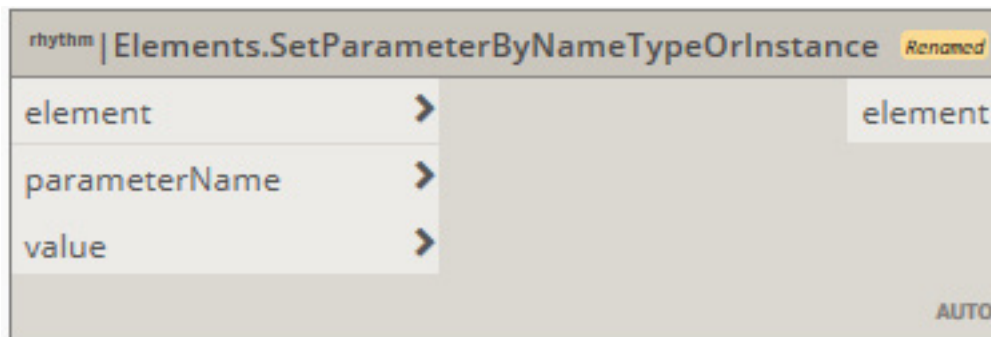 rhythm|Elements.SetParameterByNameTypeOrInstance Renamed
element > element
parameterName >
value >
AUTO